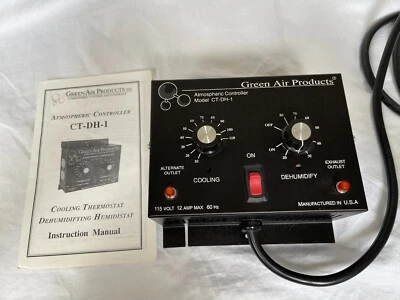 GREEN AIR PRODUCTS
ATMOSPHERIC CONTROLLER
CT-DH-1
COOLING THERMOSTAT
DEHUMIDIFYING HUMIDISTAT
Instruction Manual
Green Air Products®
Atmospheric Controller
Model CT-DH-1
ALTERNATE
OUTLET
COOLING
ON
DEHUMIDIFY
EXHAUST
OUTLET
115 VOLT 12 AMP MAX 60 Hz
MANUFACTURED IN U.S.A